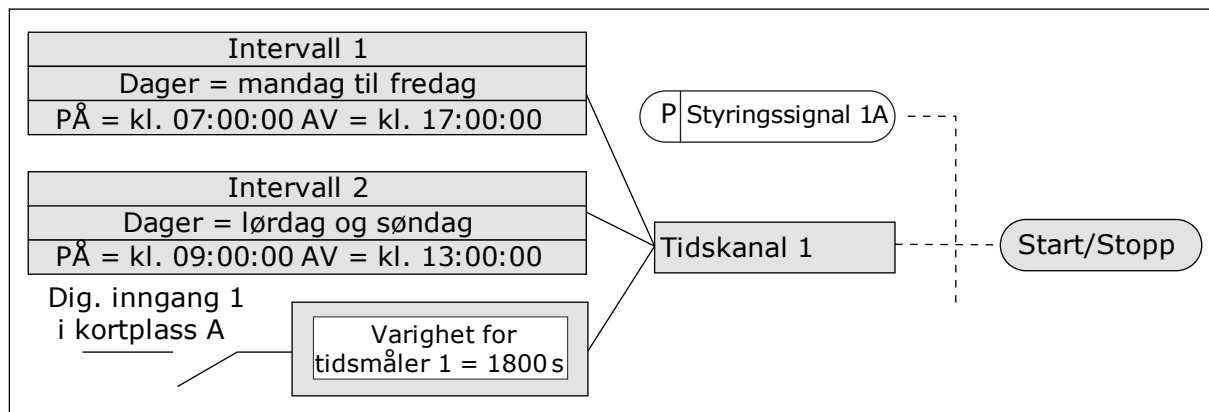 Intervall 1
Dager = mandag til fredag
PÅ = kl. 07:00:00 AV = kl. 17:00:00
P Styringssignal 1A
Intervall 2
Dager = lørdag og søndag
PÅ = kl. 09:00:00 AV = kl. 13:00:00
Tidskanal 1
Start/Stopp
Dig. inngang 1
i kortplass A
Varighet for
tidsmåler 1 = 1800 s